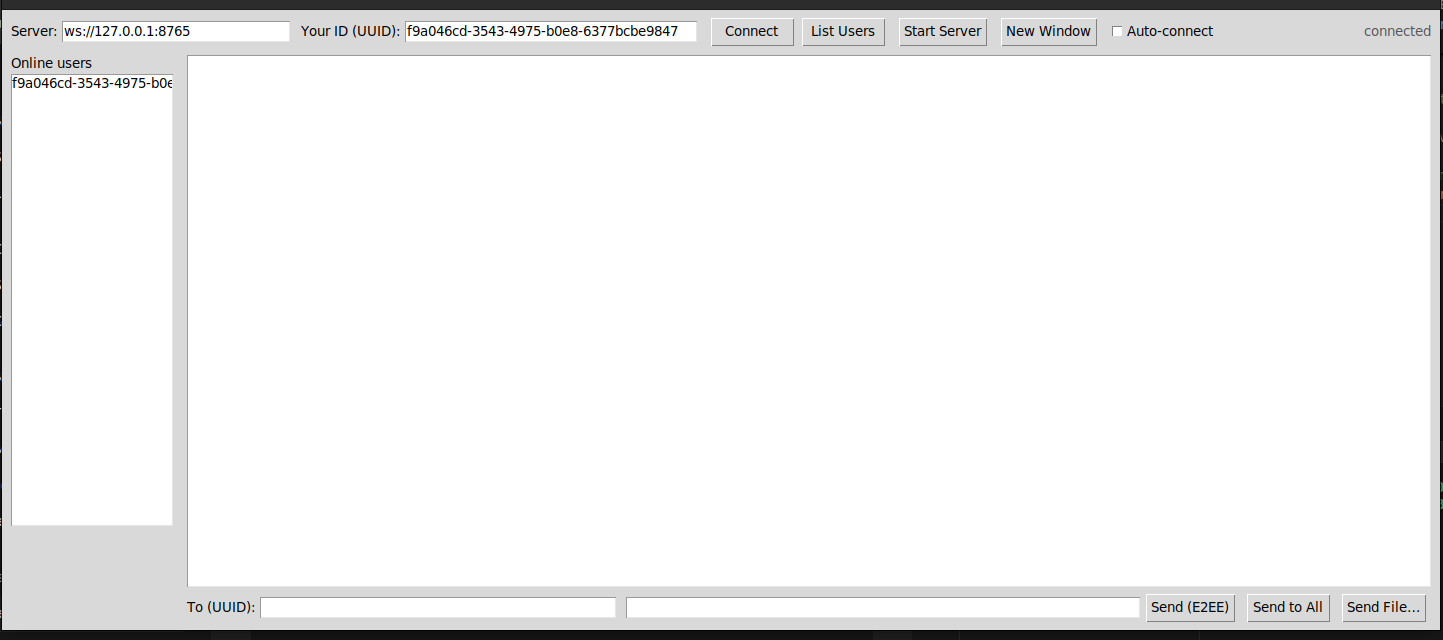 Server: ws://127.0.0.1:8765 Your ID (UUID): f9a046cd-3543-4975-b0e8-6377bcbe9847 Connect List Users Start Server New Window Auto-connect connected
Online users
f9a046cd-3543-4975-b0e
To (UUID): Send (E2EE) Send to All Send File...